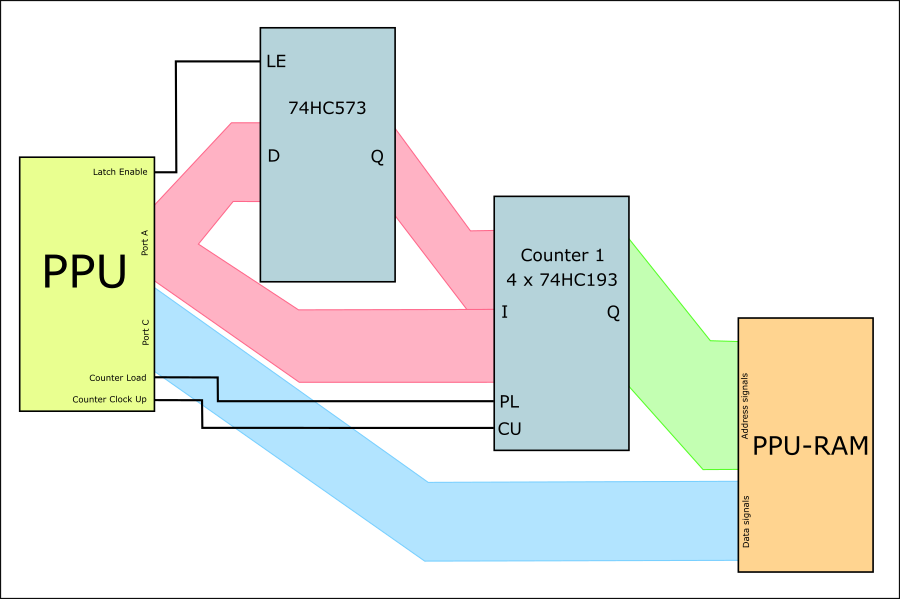 LE
74HC573
D
Q
Latch Enable
Port A
PPU
Port C
Counter Load
Counter Clock Up
Counter 1
4 x 74HC193
I
Q
PL
CU
Address signals
PPU-RAM
Data signals